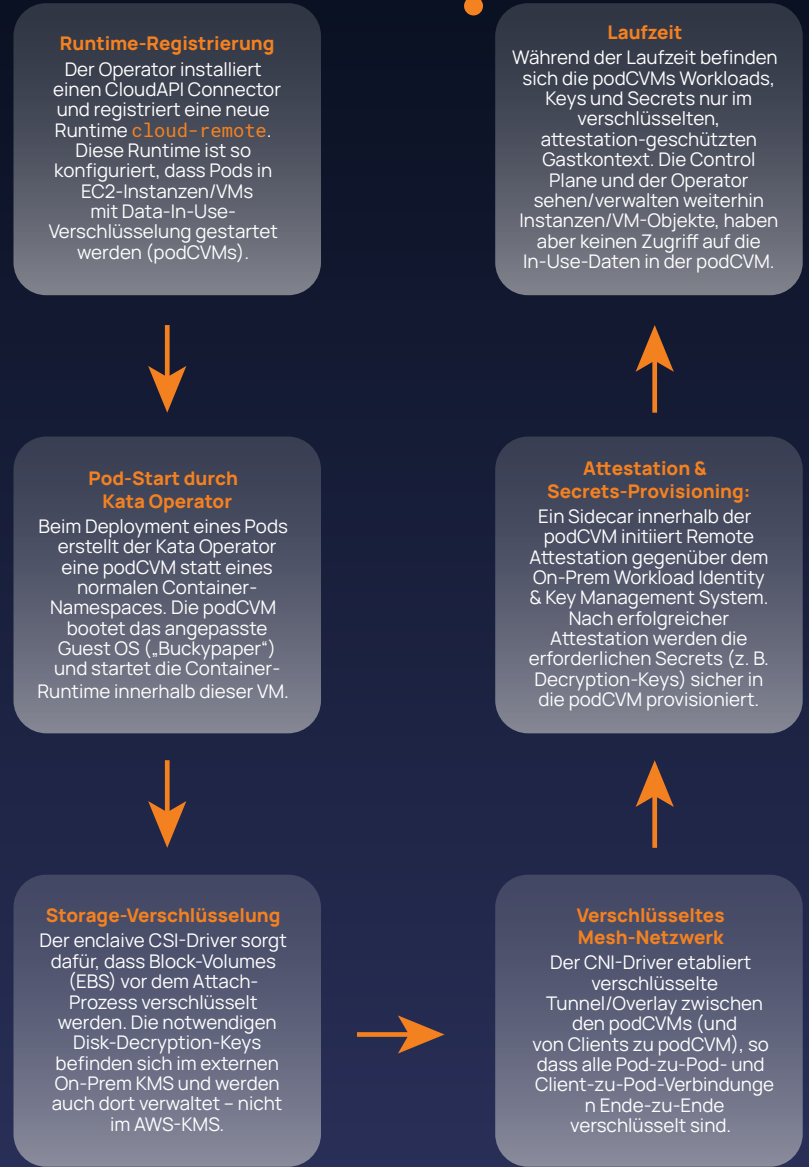 Runtime-Registrierung
Der Operator installiert
einen CloudAPI Connector
und registriert eine neue
Runtime cloud-remote.
Diese Runtime ist so
konfiguriert, dass Pods in
EC2-Instanzen/VMs
mit Data-In-Use-
Verschlüsselung gestartet
werden (podCVMs).
Pod-Start durch
Kata Operator
Beim Deployment eines Pods
erstellt der Kata Operator
eine podCVM statt eines
normalen Container-
Namespaces. Die podCVM
bootet das angepasste
Guest OS („Buckypaper“)
und startet die Container-
Runtime innerhalb dieser VM.
Storage-Verschlüsselung
Der enclaive CSI-Driver sorgt
dafür, dass Block-Volumes
(EBS) vor dem Attach-
Prozess verschlüsselt
werden. Die notwendigen
Disk-Decryption-Keys
befinden sich im externen
On-Prem KMS und werden
auch dort verwaltet – nicht
im AWS-KMS.
Verschlüsseltes
Mesh-Netzwerk
Der CNI-Driver etabliert
verschlüsselte
Tunnel/Overlay zwischen
den podCVMs (und
von Clients zu podCVM), so
dass alle Pod-zu-Pod- und
Client-zu-Pod-Verbindunge
n Ende-zu-Ende
verschlüsselt sind.
Attestation &
Secrets-Provisioning:
Ein Sidecar innerhalb der
podCVM initiiert Remote
Attestation gegenüber dem
On-Prem Workload Identity
& Key Management System.
Nach erfolgreicher
Attestation werden die
erforderlichen Secrets (z. B.
Decryption-Keys) sicher in
die podCVM provisioniert.
Laufzeit
Während der Laufzeit befinden
sich die podCVMs Workloads,
Keys und Secrets nur im
verschlüsselten,
attestation-geschützten
Gastkontext. Die Control
Plane und der Operator
sehen/verwalten weiterhin
Instanzen/VM-Objekte, haben
aber keinen Zugriff auf die
In-Use-Daten in der podCVM.